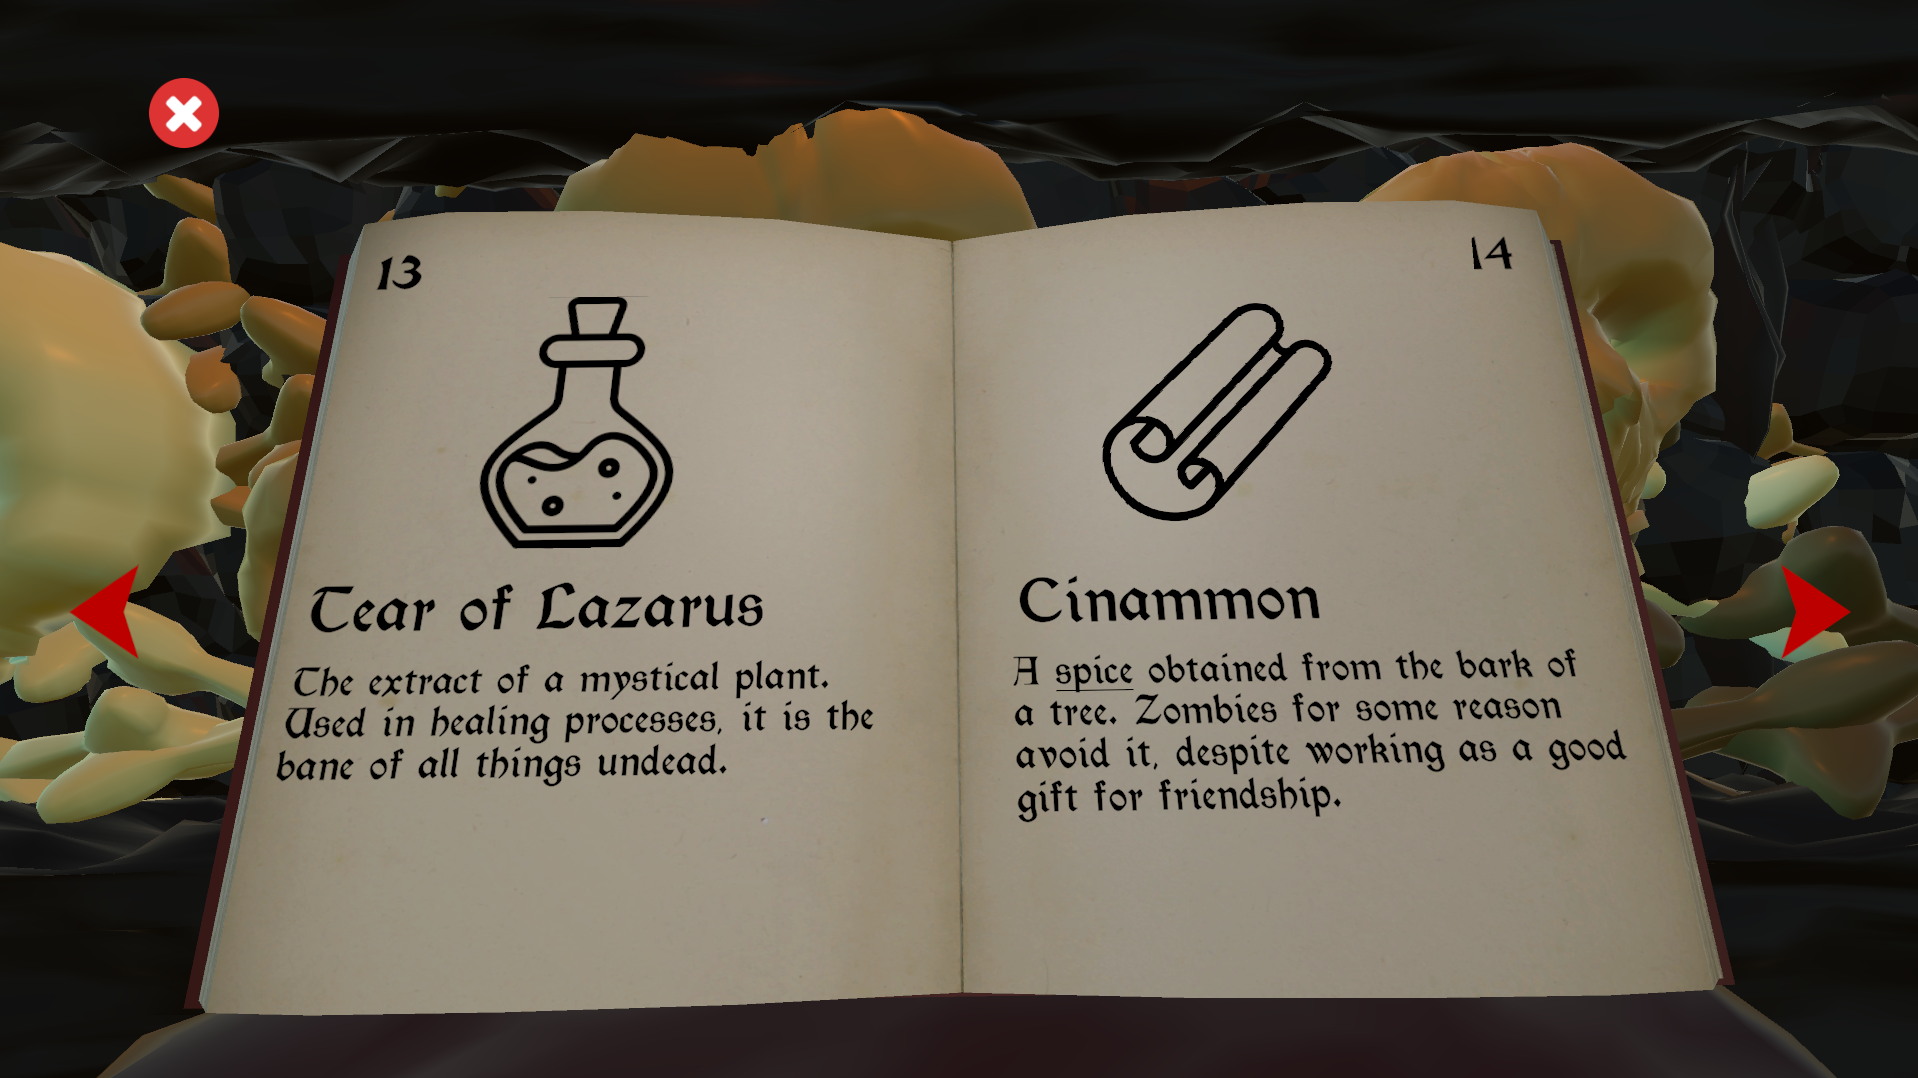 13
Tear of Lazarus
The extract of a mystical plant.
Used in healing processes, it is the
bane of all things undead.
14
Cinammon
A spice obtained from the bark of
a tree. Zombies for some reason
avoid it, despite working as a good
gift for friendship.